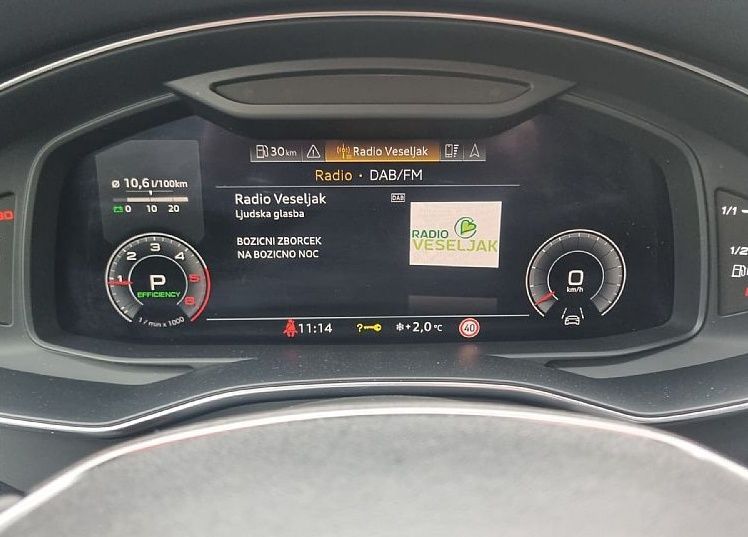 30 km
Radio Veseljak
Radio · DAB/FM
ø 10,6 l/100km
0 10 20
Radio Veseljak
DAB
Ljudska glasba
BOZICNI ZBORCEK
NA BOZICNO NOC
RADIO
VESELJAK
1 2 3 4 5 6
P
EFFICIENCY
1 / min x 1000
0
km/h
11:14
?
+2,0 °C
40
1/1
1/2